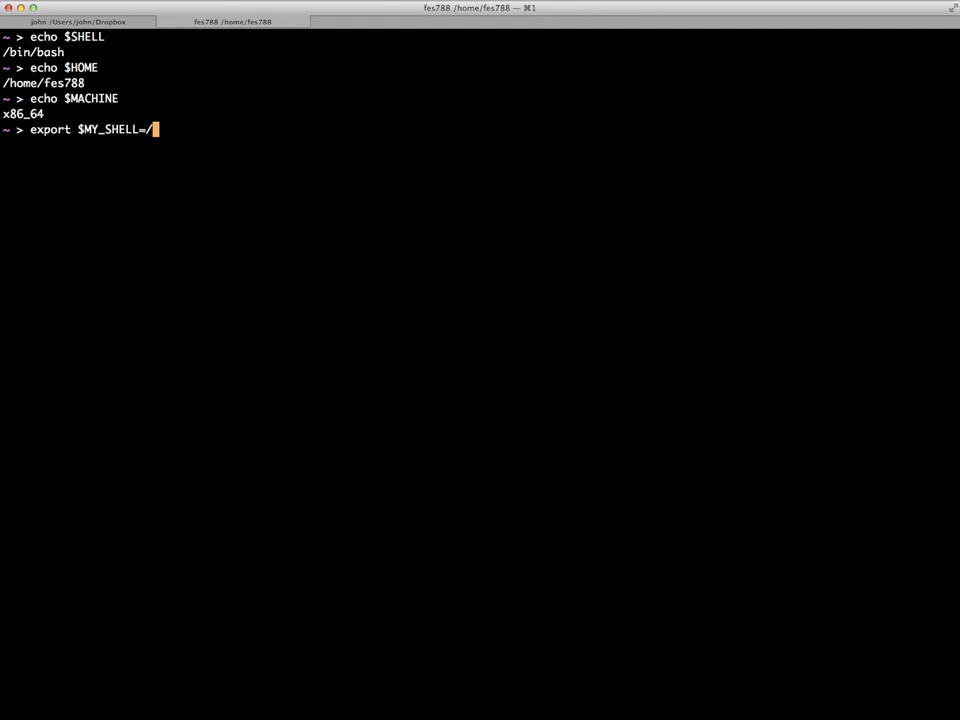 fes788 /home/fes788 — ⌘1
john /Users/john/Dropbox
fes788 /home/fes788
~ > echo $SHELL
/bin/bash
~ > echo $HOME
/home/fes788
~ > echo $MACHINE
x86_64
~ > export $MY_SHELL=/